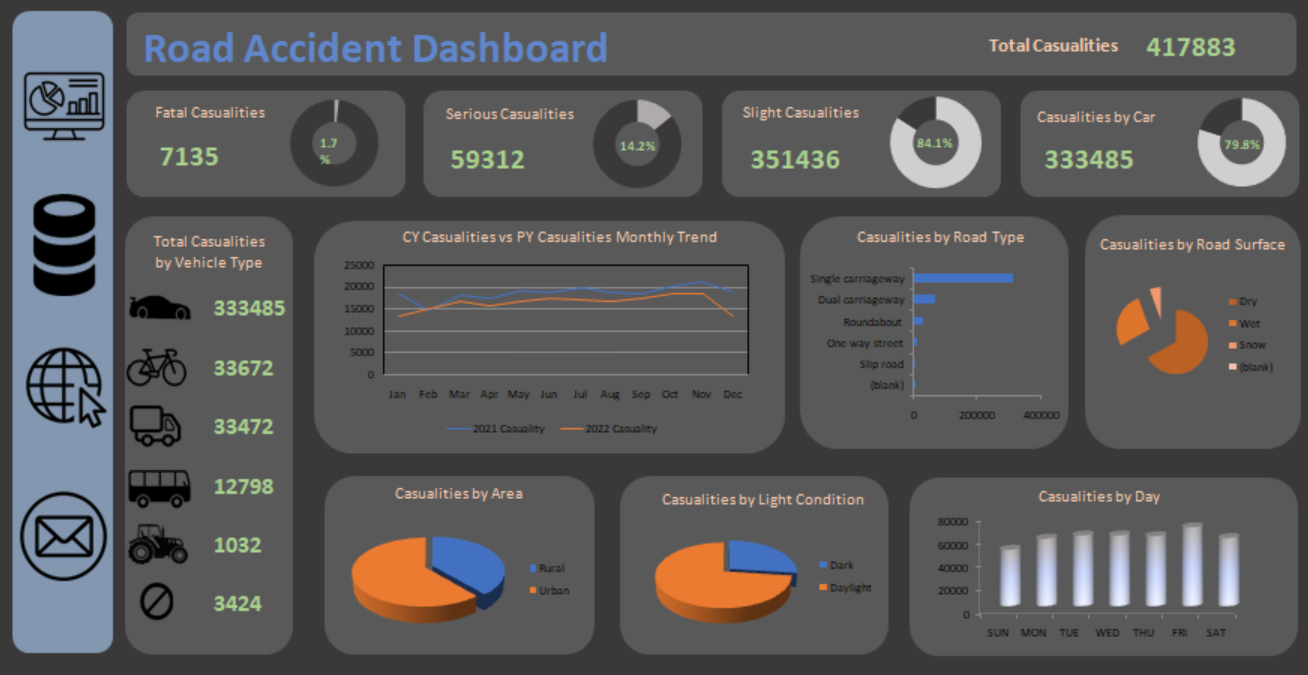 Road Accident Dashboard
Total Casualities 417883
Fatal Casualities
7135
1.7
%
Serious Casualities
59312
14.2%
Slight Casualities
351436
84.1%
Casualities by Car
333485
79.8%
Total Casualities
by Vehicle Type
333485
33672
33472
12798
1032
3424
CY Casualities vs PY Casualities Monthly Trend
25000
20000
15000
10000
5000
0
Jan Feb Mar Apr May Jun Jul Aug Sep Oct Nov Dec
2021 Casuality 2022 Casuality
Casualities by Road Type
Single carriageway
Dual carriageway
Roundabout
One way street
Slip road
(blank)
0 200000 400000
Casualities by Road Surface
Dry
Wet
Snow
(blank)
Casualities by Area
Rural
Urban
Casualities by Light Condition
Dark
Daylight
Casualities by Day
80000
60000
40000
20000
0
SUN MON TUE WED THU FRI SAT